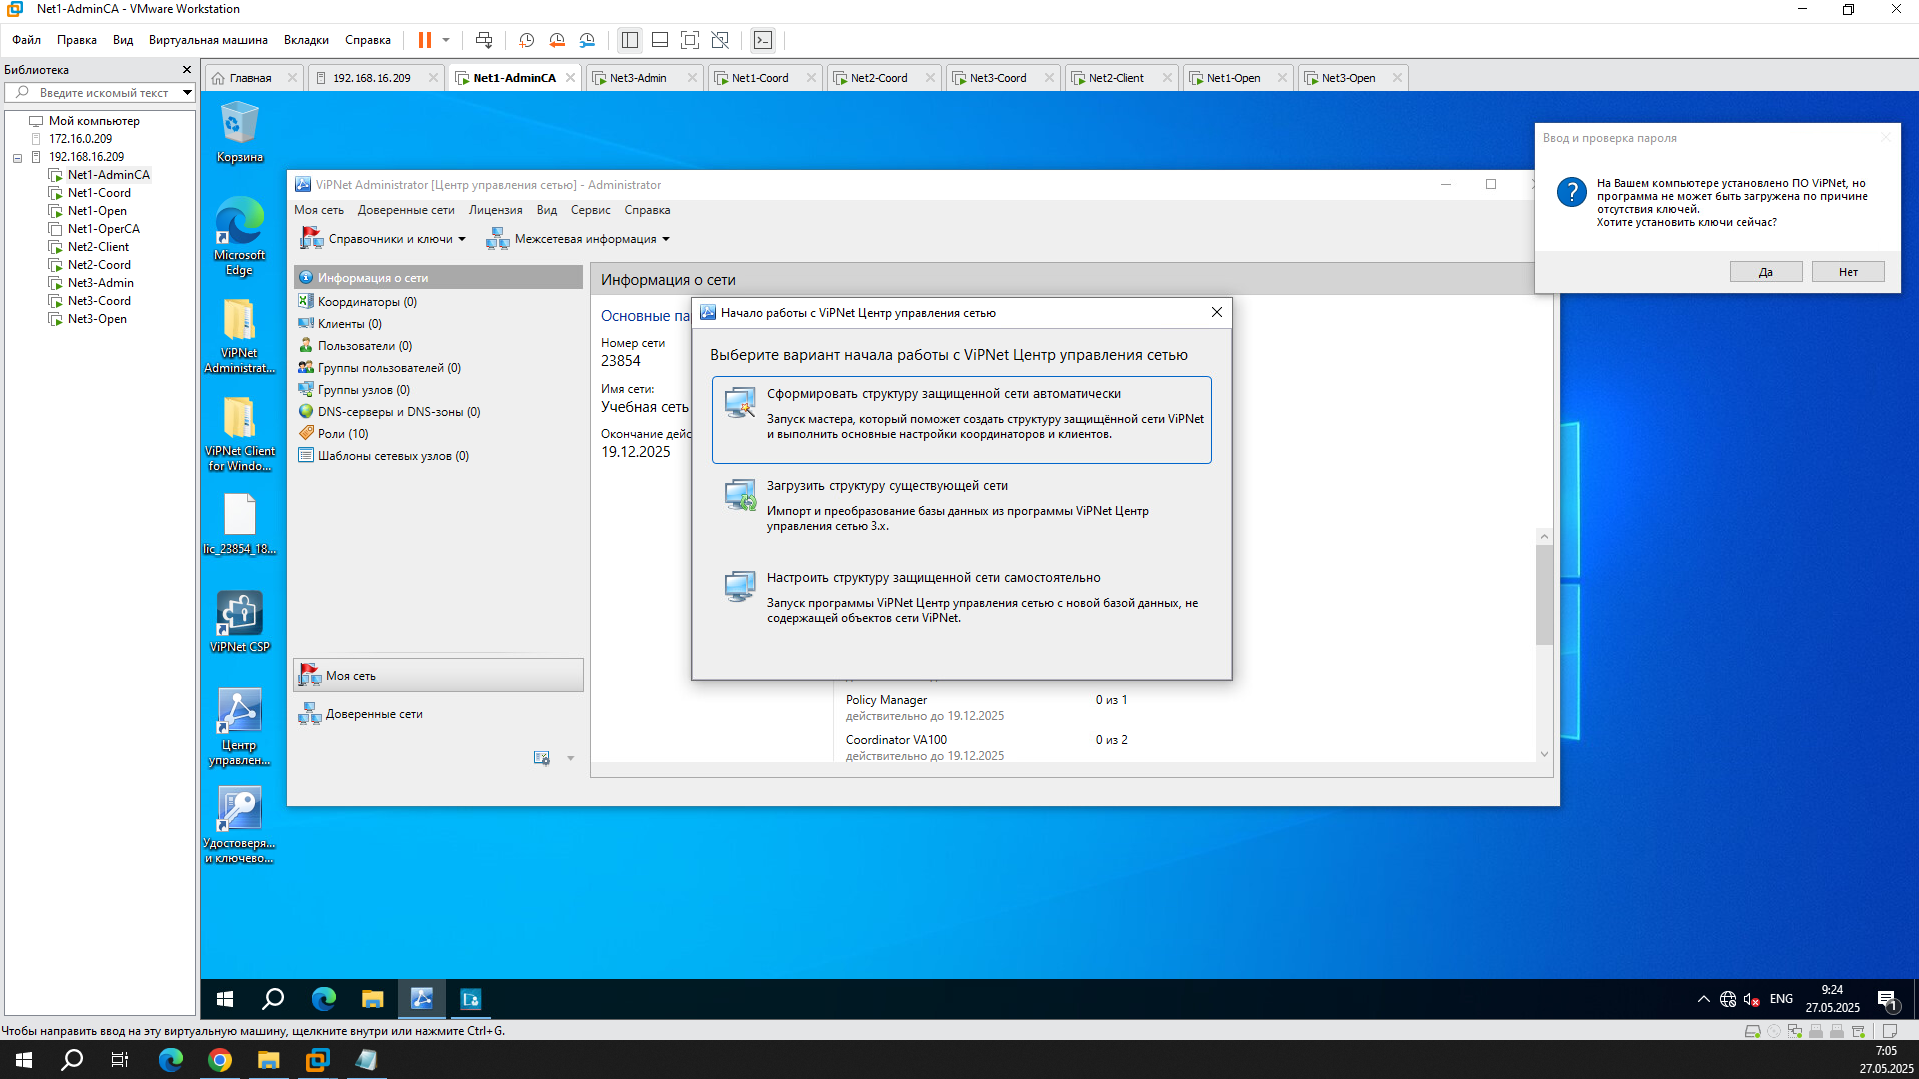 Net1-AdminCA - VMware Workstation
Файл Правка Вид Виртуальная машина Вкладки Справка
Библиотека
Введите искомый текст
Мой компьютер
172.16.0.209
192.168.16.209
Net1-AdminCA
Net1-Coord
Net1-Open
Net1-OperCA
Net2-Client
Net2-Coord
Net3-Admin
Net3-Coord
Net3-Open
Главная 192.168.16.209 Net1-AdminCA Net3-Admin Net1-Coord Net2-Coord Net3-Coord Net2-Client Net1-Open Net3-Open
Корзина
Microsoft
Edge
ViPNet
Administrat...
ViPNet Client
for Windo...
lic_23854_18...
ViPNet CSP
Центр
управлен...
Удостоверя...
и ключево...
ViPNet Administrator [Центр управления сетью] - Administrator
Моя сеть Доверенные сети Лицензия Вид Сервис Справка
Справочники и ключи Межсетевая информация
Информация о сети
Координаторы (0)
Клиенты (0)
Пользователи (0)
Группы пользователей (0)
Группы узлов (0)
DNS-серверы и DNS-зоны (0)
Роли (10)
Шаблоны сетевых узлов (0)
Моя сеть
Доверенные сети
Информация о сети
Основные па
Номер сети
23854
Имя сети:
Учебная сеть
Окончание дейс
19.12.2025
Начало работы с ViPNet Центр управления сетью
Выберите вариант начала работы с ViPNet Центр управления сетью
Сформировать структуру защищенной сети автоматически
Запуск мастера, который поможет создать структуру защищённой сети ViPNet
и выполнить основные настройки координаторов и клиентов.
Загрузить структуру существующей сети
Импорт и преобразование базы данных из программы ViPNet Центр
управления сетью 3.x.
Настроить структуру защищенной сети самостоятельно
Запуск программы ViPNet Центр управления сетью с новой базой данных, не
содержащей объектов сети ViPNet.
Policy Manager 0 из 1
действительно до 19.12.2025
Coordinator VA100 0 из 2
действительно до 19.12.2025
Ввод и проверка пароля
На Вашем компьютере установлено ПО ViPNet, но
программа не может быть загружена по причине
отсутствия ключей.
Хотите установить ключи сейчас?
Да Нет
ENG
9:24
27.05.2025
1
Чтобы направить ввод на эту виртуальную машину, щелкните внутри или нажмите Ctrl+G.
7:05
27.05.2025